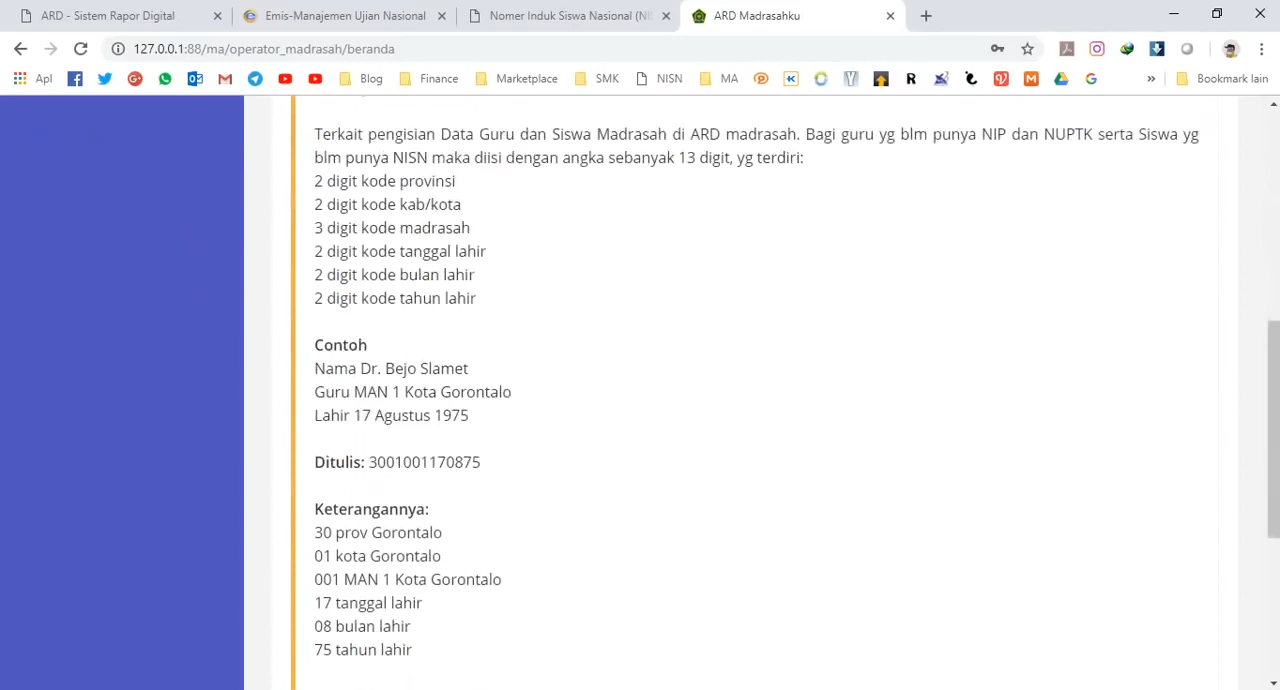 ARD - Sistem Rapor Digital
Emis-Manajemen Ujian Nasional
Nomer Induk Siswa Nasional (NI
ARD Madrasahku
127.0.0.1:88/ma/operator_madrasah/beranda
Apl
Blog
Finance
Marketplace
SMK
NISN
MA
»
Bookmark lain
Terkait pengisian Data Guru dan Siswa Madrasah di ARD madrasah. Bagi guru yg blm punya NIP dan NUPTK serta Siswa yg
blm punya NISN maka diisi dengan angka sebanyak 13 digit, yg terdiri:
2 digit kode provinsi
2 digit kode kab/kota
3 digit kode madrasah
2 digit kode tanggal lahir
2 digit kode bulan lahir
2 digit kode tahun lahir
Contoh
Nama Dr. Bejo Slamet
Guru MAN 1 Kota Gorontalo
Lahir 17 Agustus 1975
Ditulis: 3001001170875
Keterangannya:
30 prov Gorontalo
01 kota Gorontalo
001 MAN 1 Kota Gorontalo
17 tanggal lahir
08 bulan lahir
75 tahun lahir